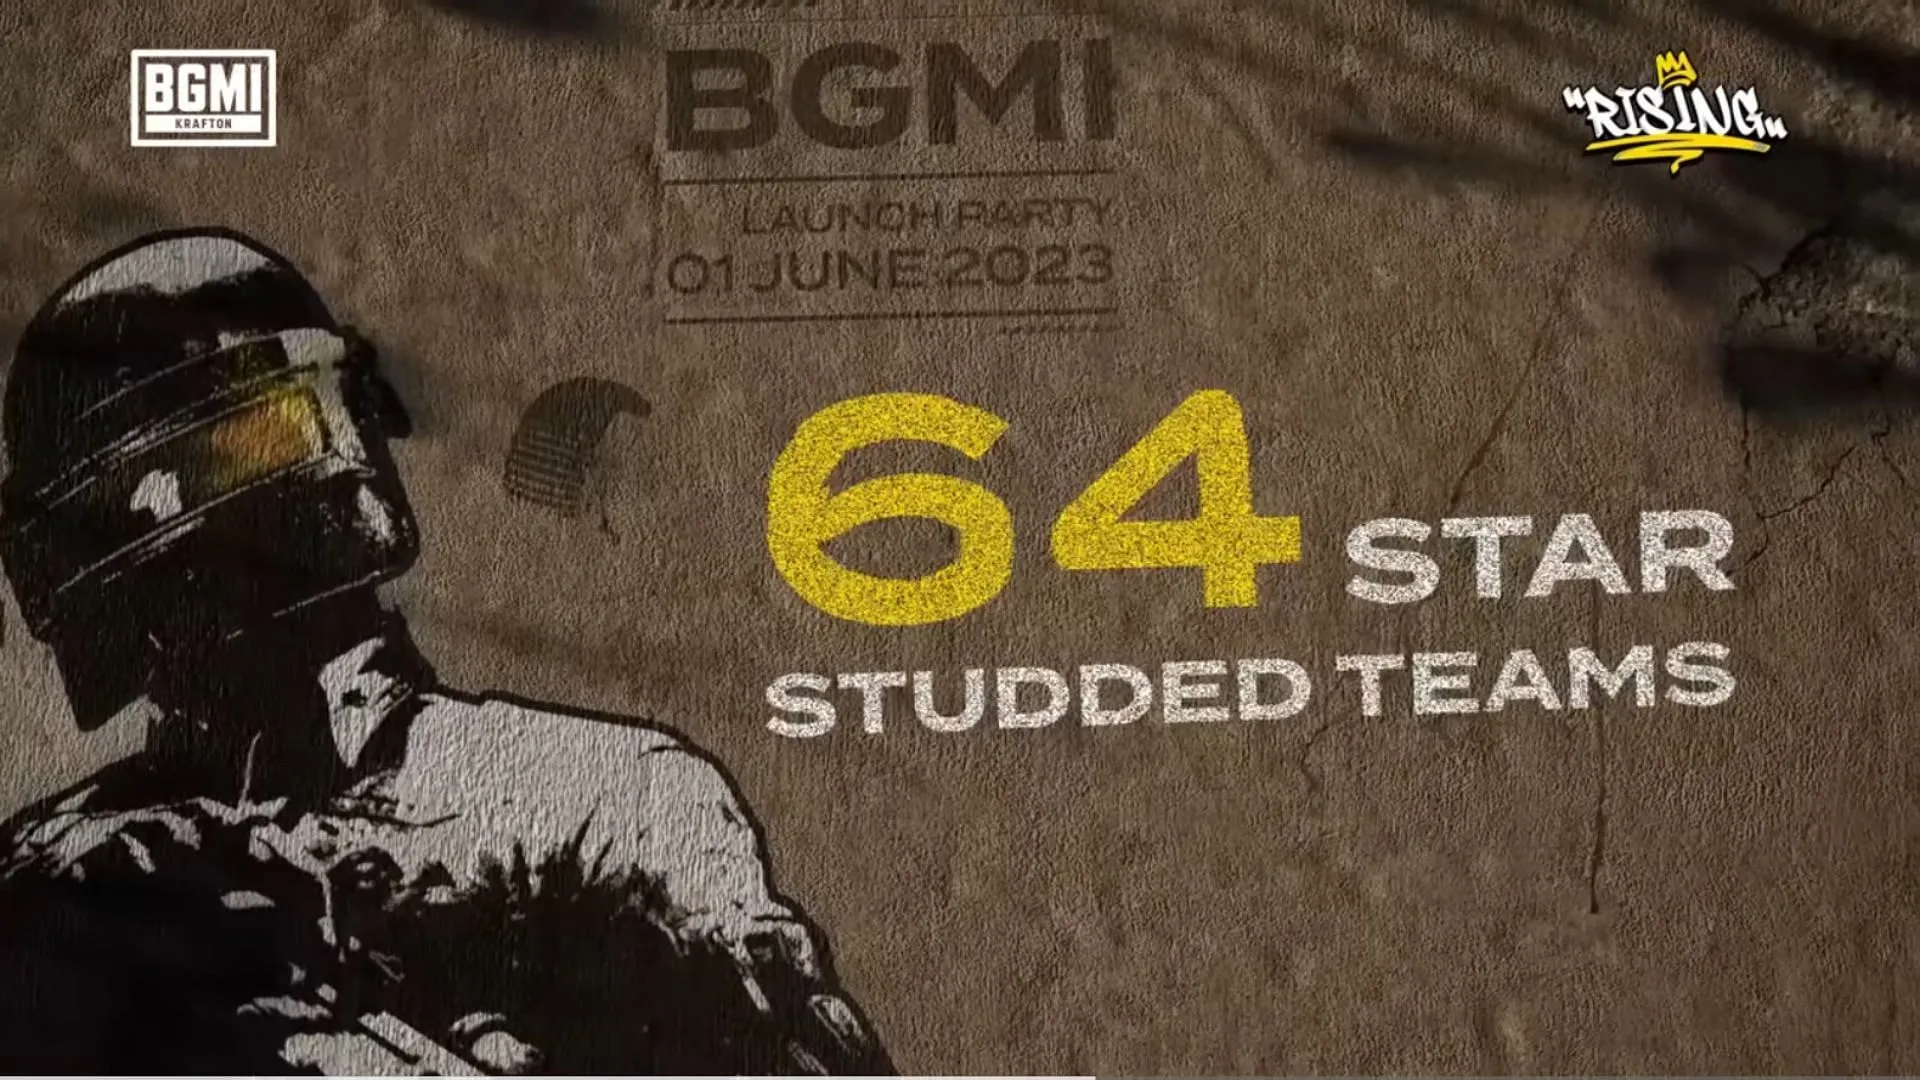 BGMI
KRAFTON
BGMI
LAUNCH PARTY
01 JUNE 2023
"RISING"
64 STAR
STUDDED TEAMS